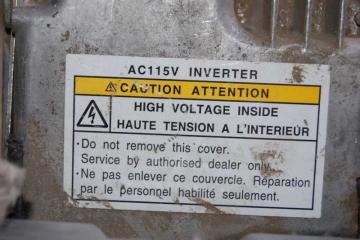 AC115V INVERTER
CAUTION ATTENTION
HIGH VOLTAGE INSIDE
HAUTE TENSION A L'INTERIEUR
·Do not remove this cover.
Service by authorised dealer only.
·Ne pas enlever ce couvercle. Réparation
par le personnel habilité seulement.